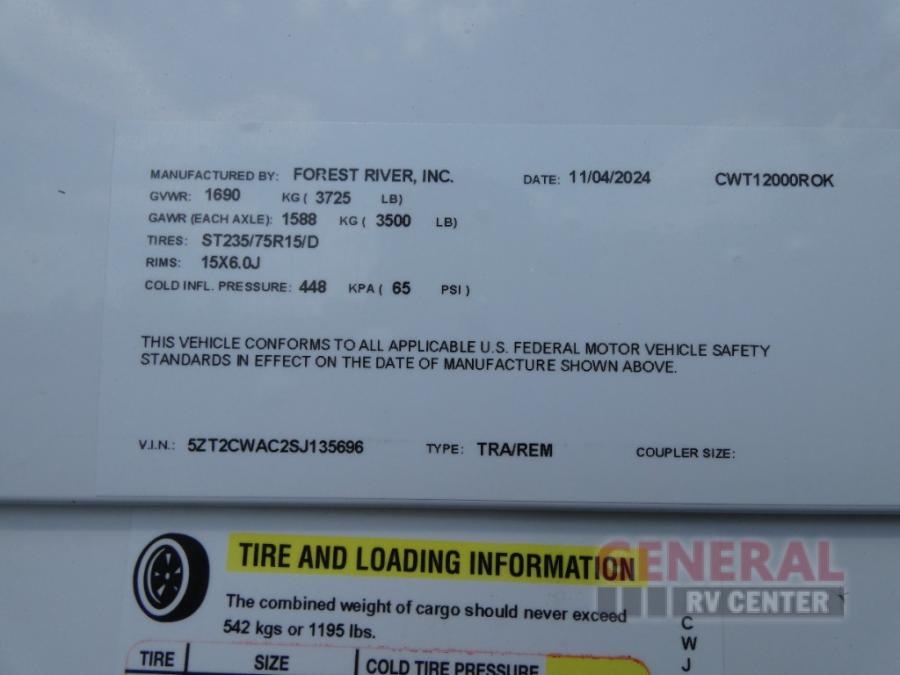 MANUFACTURED BY: FOREST RIVER, INC. DATE: 11/04/2024 CWT12000ROK
GVWR: 1690 KG ( 3725 LB)
GAWR (EACH AXLE): 1588 KG ( 3500 LB)
TIRES: ST235/75R15/D
RIMS: 15X6.0J
COLD INFL. PRESSURE: 448 KPA ( 65 PSI )
THIS VEHICLE CONFORMS TO ALL APPLICABLE U.S. FEDERAL MOTOR VEHICLE SAFETY
STANDARDS IN EFFECT ON THE DATE OF MANUFACTURE SHOWN ABOVE.
V.I.N.: 5ZT2CWAC2SJ135696 TYPE: TRA/REM COUPLER SIZE:
TIRE AND LOADING INFORMATION
GENERAL
RV CENTER
The combined weight of cargo should never exceed
542 kgs or 1195 lbs.
C
W
J
TIRE SIZE COLD TIRE PRESSURE